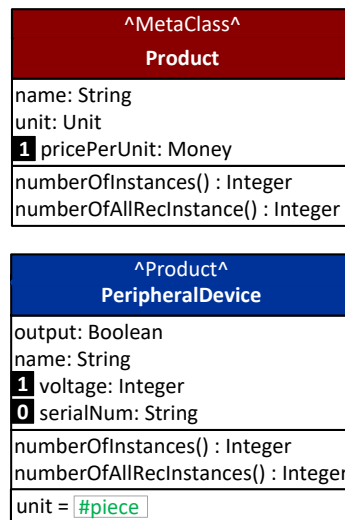 ^MetaClass^
Product
name: String
unit: Unit
1 pricePerUnit: Money
numberOfInstances() : Integer
numberOfAllRecInstance() : Integer
^Product^
PeripheralDevice
output: Boolean
name: String
1 voltage: Integer
0 serialNum: String
numberOfInstances() : Integer
numberOfAllRecInstances() : Integer
unit = #piece